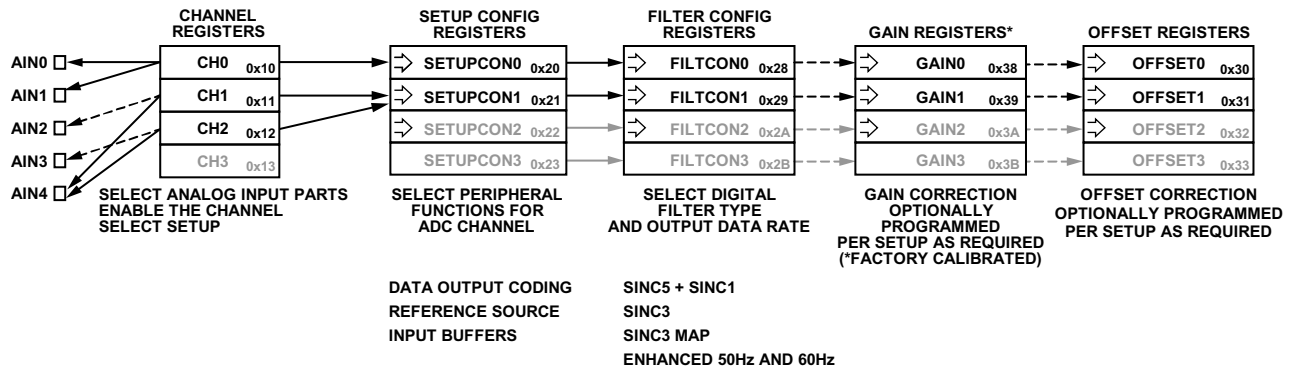 CHANNEL
REGISTERS
SETUP CONFIG
REGISTERS
FILTER CONFIG
REGISTERS
GAIN REGISTERS*
OFFSET REGISTERS
AIN0
AIN1
AIN2
AIN3
AIN4
CH0 0x10
CH1 0x11
CH2 0x12
CH3 0x13
SELECT ANALOG INPUT PARTS
ENABLE THE CHANNEL
SELECT SETUP
SETUPCON0 0x20
SETUPCON1 0x21
SETUPCON2 0x22
SETUPCON3 0x23
SELECT PERIPHERAL
FUNCTIONS FOR
ADC CHANNEL
FILTCON0 0x28
FILTCON1 0x29
FILTCON2 0x2A
FILTCON3 0x2B
SELECT DIGITAL
FILTER TYPE
AND OUTPUT DATA RATE
GAIN0 0x38
GAIN1 0x39
GAIN2 0x3A
GAIN3 0x3B
GAIN CORRECTION
OPTIONALLY
PROGRAMMED
PER SETUP AS REQUIRED
(*FACTORY CALIBRATED)
OFFSET0 0x30
OFFSET1 0x31
OFFSET2 0x32
OFFSET3 0x33
OFFSET CORRECTION
OPTIONALLY PROGRAMMED
PER SETUP AS REQUIRED
DATA OUTPUT CODING
REFERENCE SOURCE
INPUT BUFFERS
SINC5 + SINC1
SINC3
SINC3 MAP
ENHANCED 50Hz AND 60Hz